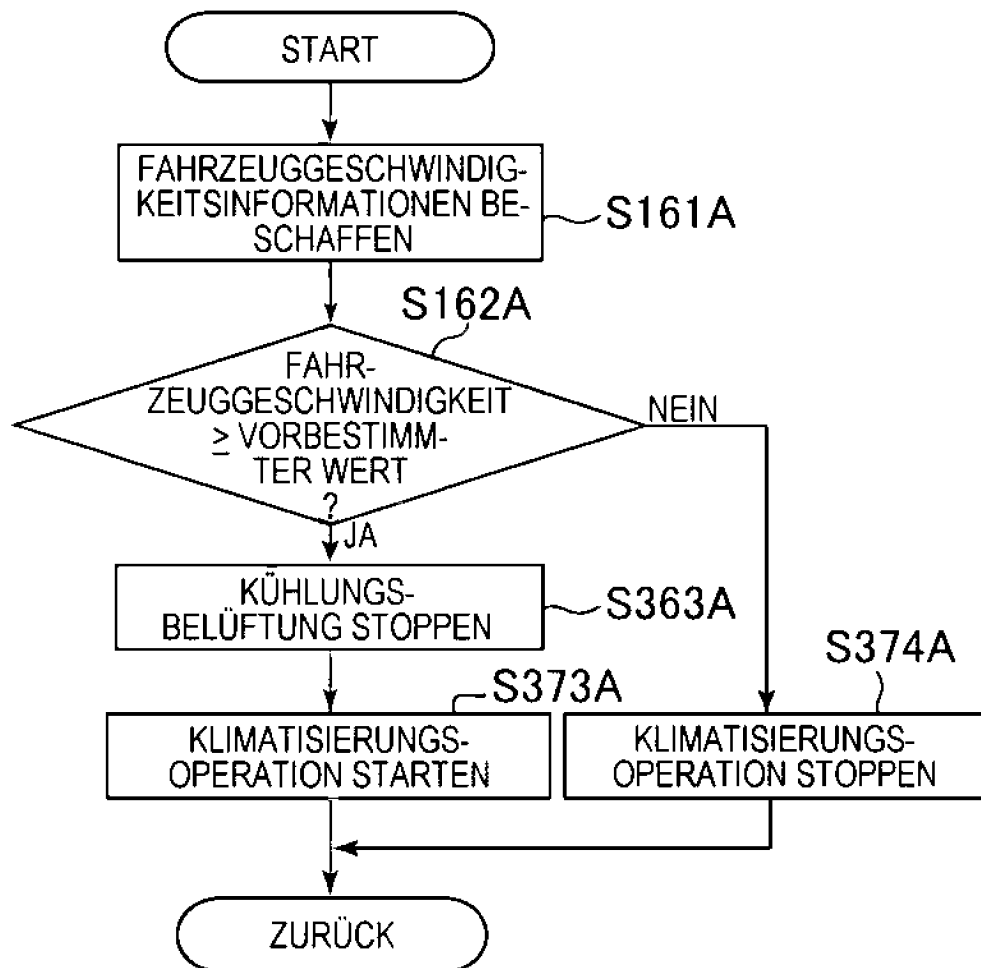 START
FAHRZEUGGESCHWINDIG-
KEITSINFORMATIONEN BE-
SCHAFFEN
S161A
S162A
FAHR-
ZEUGGESCHWINDIGKEIT
≥ VORBESTIMM-
TER WERT
?
NEIN
JA
KÜHLUNGS-
BELÜFTUNG STOPPEN
S363A
S373A
S374A
KLIMATISIERUNGS-
OPERATION STARTEN
KLIMATISIERUNGS-
OPERATION STOPPEN
ZURÜCK